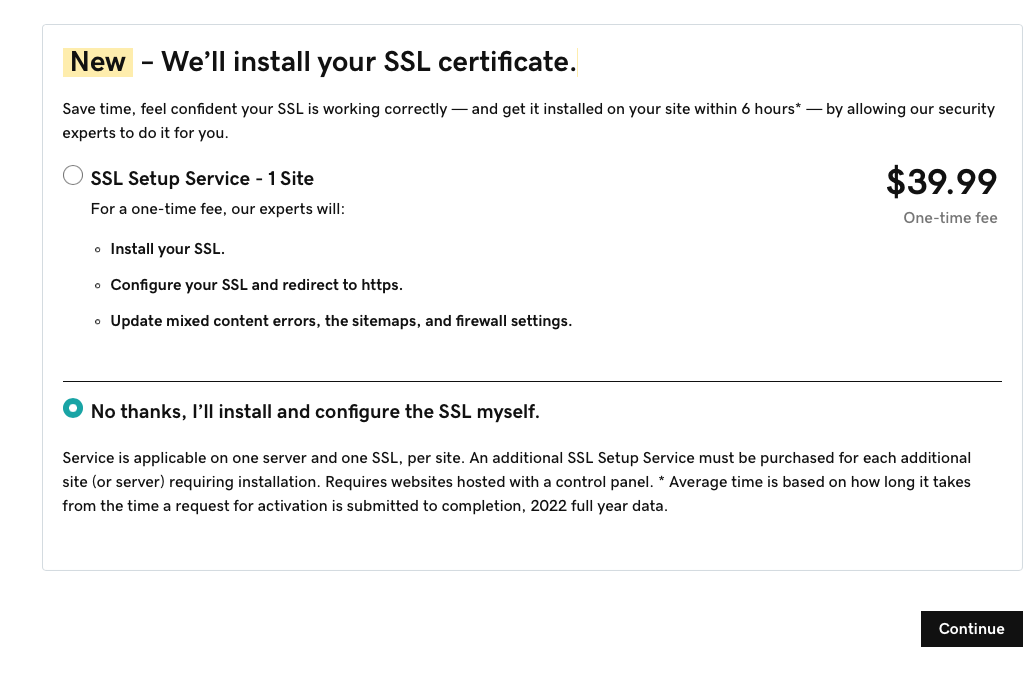 New – We’ll install your SSL certificate.
Save time, feel confident your SSL is working correctly — and get it installed on your site within 6 hours* — by allowing our security
experts to do it for you.
SSL Setup Service - 1 Site
$39.99
For a one-time fee, our experts will:
One-time fee
Install your SSL.
Configure your SSL and redirect to https.
Update mixed content errors, the sitemaps, and firewall settings.
No thanks, I’ll install and configure the SSL myself.
Service is applicable on one server and one SSL, per site. An additional SSL Setup Service must be purchased for each additional
site (or server) requiring installation. Requires websites hosted with a control panel. * Average time is based on how long it takes
from the time a request for activation is submitted to completion, 2022 full year data.
Continue